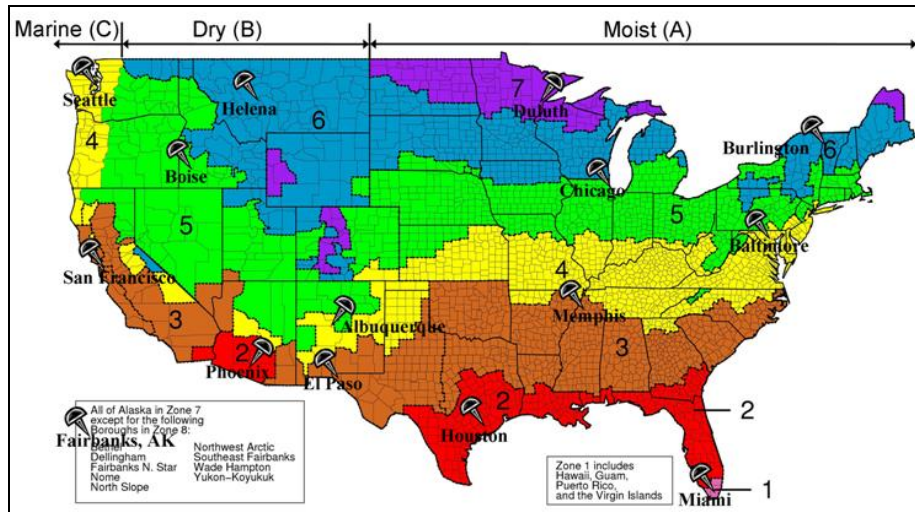 Marine (C) Dry (B) Moist (A)
Seattle
Helena
7
Duluth
6
4
Burlington
6
Boise
Chicago
5
5
Baltimore
San Francisco
4
Albuquerque
Memphis
3
3
2
Phoenix
El Paso
2
Houston
2
Miami
1
All of Alaska in Zone 7
except for the following
Boroughs in Zone 8:
Fairbanks, AK
Bethel Northwest Arctic
Dellingham Southeast Fairbanks
Fairbanks N. Star Wade Hampton
Nome Yukon-Koyukuk
North Slope
Zone 1 includes
Hawaii, Guam,
Puerto Rico,
and the Virgin Islands